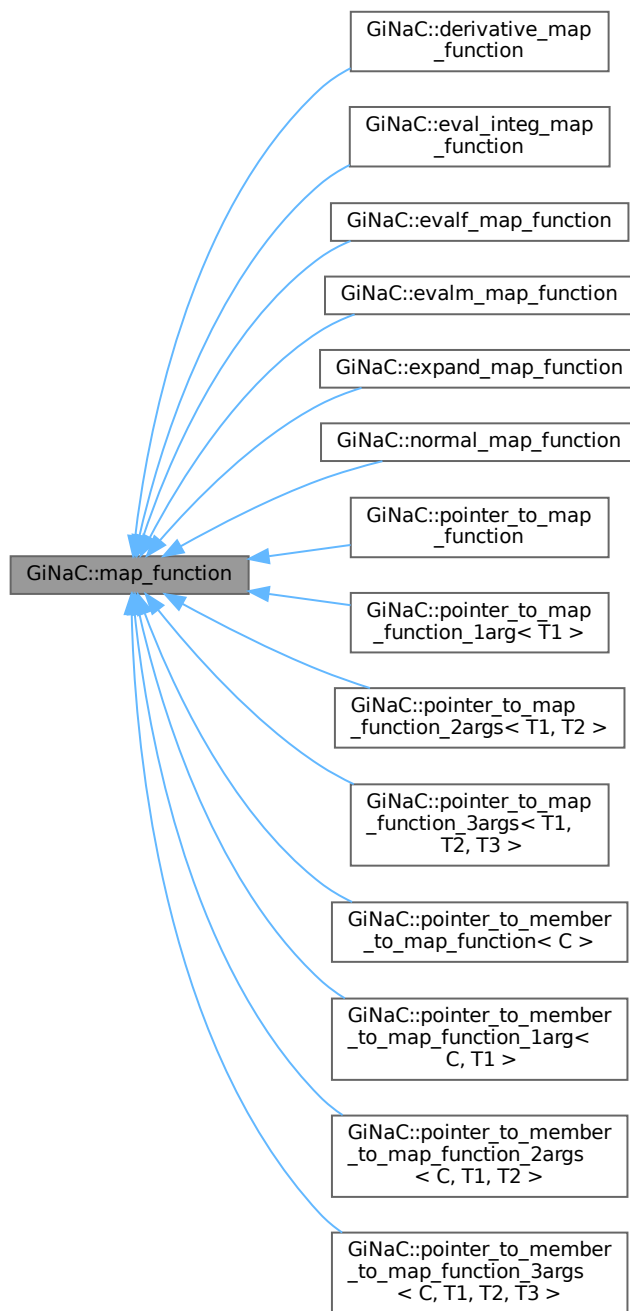 GiNaC::derivative_map
_function
GiNaC::eval_integ_map
_function
GiNaC::evalf_map_function
GiNaC::evalm_map_function
GiNaC::expand_map_function
GiNaC::normal_map_function
GiNaC::pointer_to_map
_function
GiNaC::map_function
GiNaC::pointer_to_map
_function_1arg< T1 >
GiNaC::pointer_to_map
_function_2args< T1, T2 >
GiNaC::pointer_to_map
_function_3args< T1,
T2, T3 >
GiNaC::pointer_to_member
_to_map_function< C >
GiNaC::pointer_to_member
_to_map_function_1arg<
C, T1 >
GiNaC::pointer_to_member
_to_map_function_2args
< C, T1, T2 >
GiNaC::pointer_to_member
_to_map_function_3args
< C, T1, T2, T3 >